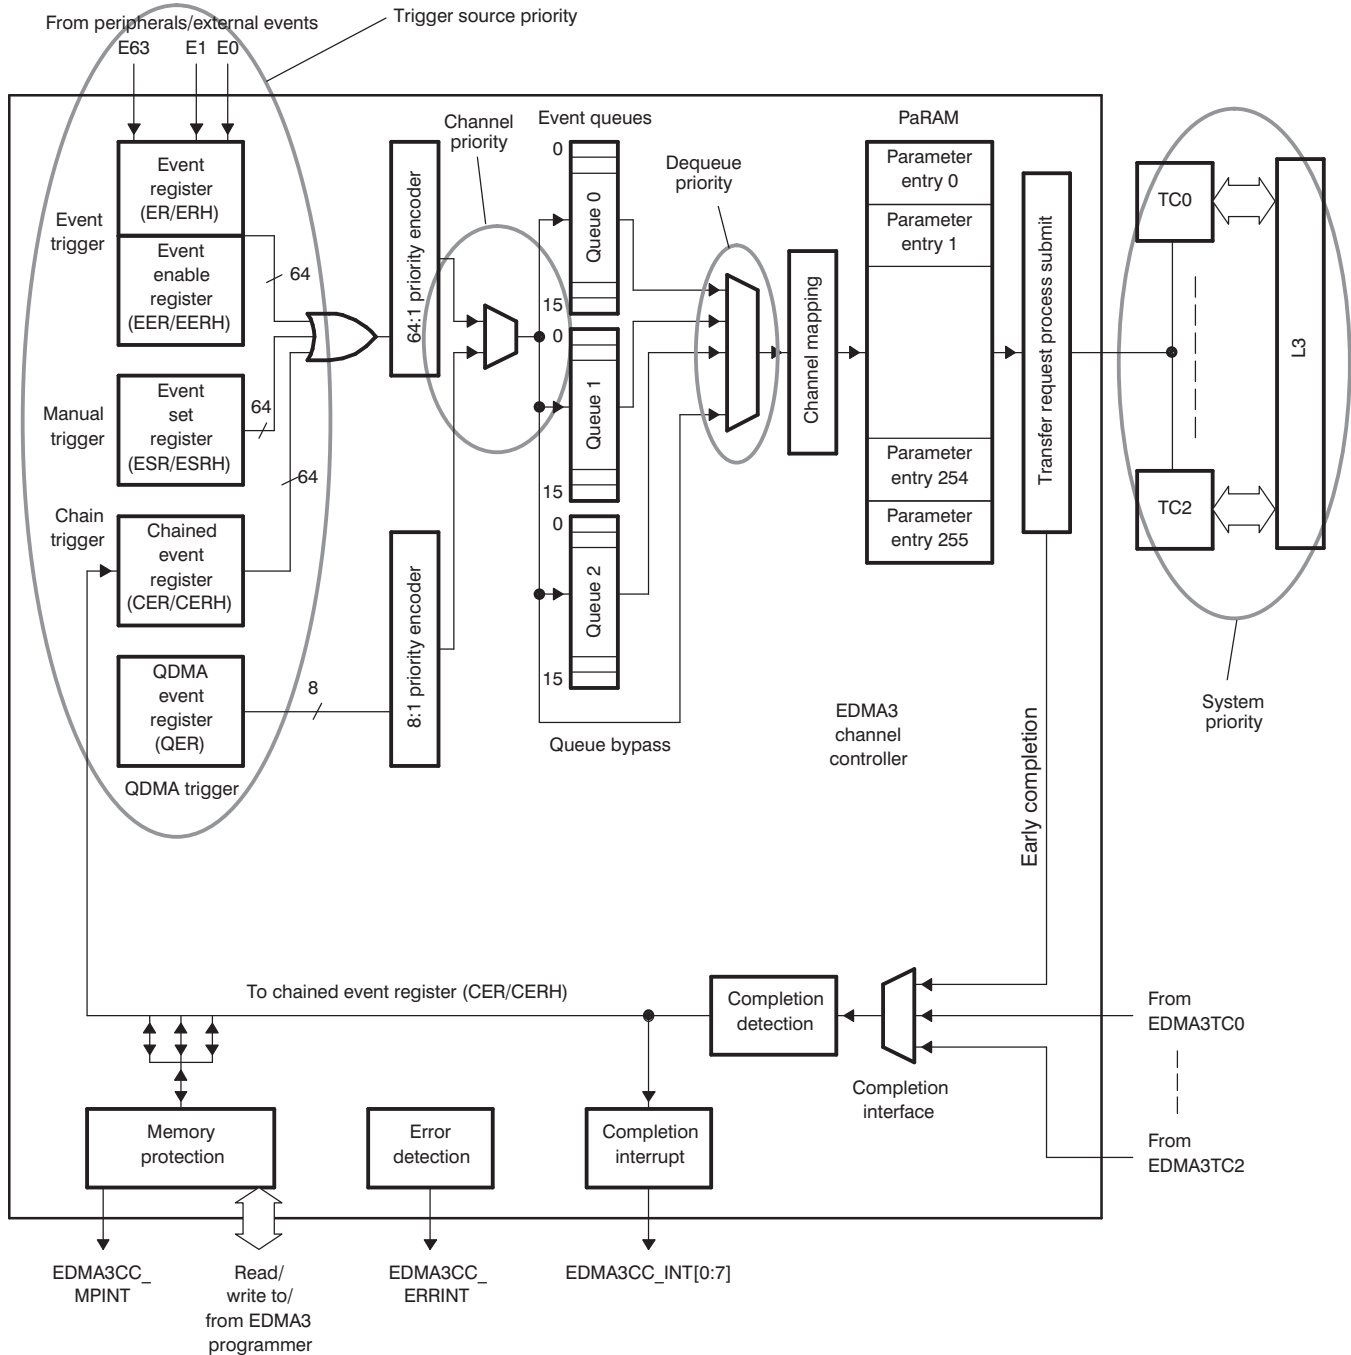 From peripherals/external events
Trigger source priority
E63 E1 E0
Event
register
(ER/ERH)
Event
trigger
Event
enable
register
(EER/EERH)
64
Manual
trigger
Event
set
register
(ESR/ESRH)
64
64
Chain
trigger
Chained
event
register
(CER/CERH)
QDMA
event
register
(QER)
8
QDMA trigger
64:1 priority encoder
8:1 priority encoder
Channel
priority
Event queues
0
Queue 0
15
0
Queue 1
15
0
Queue 2
15
Queue bypass
Dequeue
priority
Channel mapping
PaRAM
Parameter
entry 0
Parameter
entry 1
Parameter
entry 254
Parameter
entry 255
Transfer request process submit
EDMA3
channel
controller
Early completion
TC0
TC2
L3
System
priority
To chained event register (CER/CERH)
Completion
detection
Completion
interface
From
EDMA3TC0
From
EDMA3TC2
Memory
protection
Error
detection
Completion
interrupt
EDMA3CC_
MPINT
Read/
write to/
from EDMA3
programmer
EDMA3CC_
ERRINT
EDMA3CC_INT[0:7]